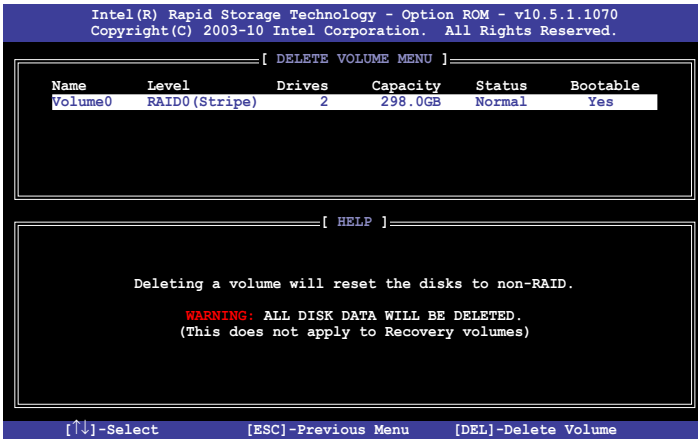 Intel(R) Rapid Storage Technology - Option ROM - v10.5.1.1070
Copyright(C) 2003-10 Intel Corporation. All Rights Reserved.
[ DELETE VOLUME MENU ]
Name Level Drives Capacity Status Bootable
Volume0 RAID0(Stripe) 2 298.0GB Normal Yes
[ HELP ]
Deleting a volume will reset the disks to non-RAID.
WARNING: ALL DISK DATA WILL BE DELETED.
(This does not apply to Recovery volumes)
[↑↓]-Select [ESC]-Previous Menu [DEL]-Delete Volume